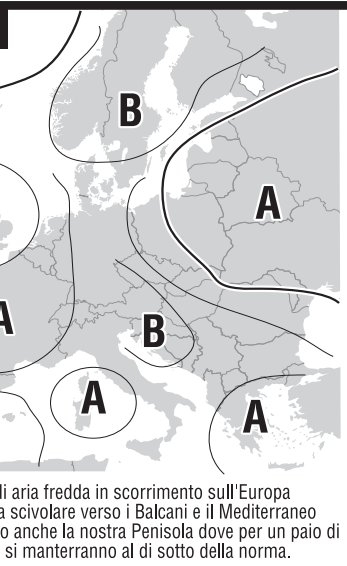 B
A
A
B
A
A
di aria fredda in scorrimento sull'Europa
a scivolare verso i Balcani e il Mediterraneo
o anche la nostra Penisola dove per un paio di
si manterranno al di sotto della norma.